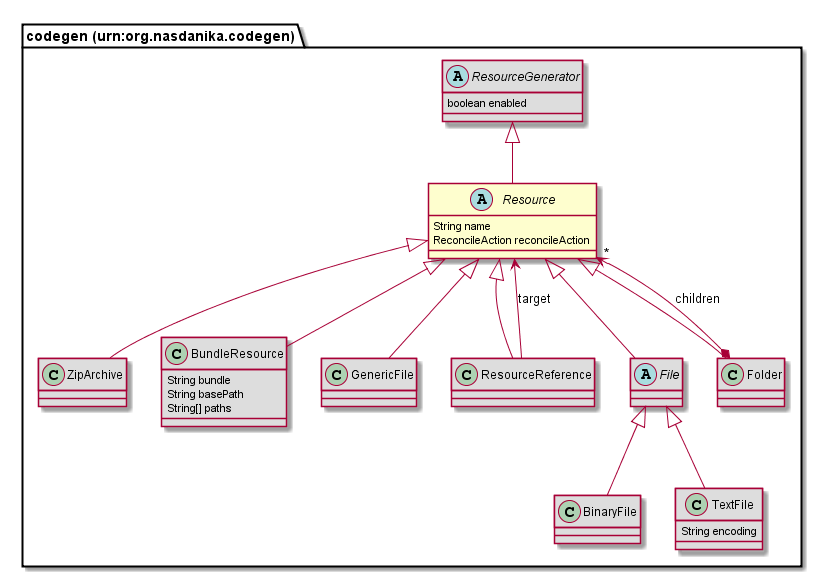 codegen (urn:org.nasdanika.codegen)
A ResourceGenerator
boolean enabled
A Resource
String name
ReconcileAction reconcileAction
*
target
children
C ZipArchive
C BundleResource
String bundle
String basePath
String[] paths
C GenericFile
C ResourceReference
A File
C Folder
C BinaryFile
C TextFile
String encoding